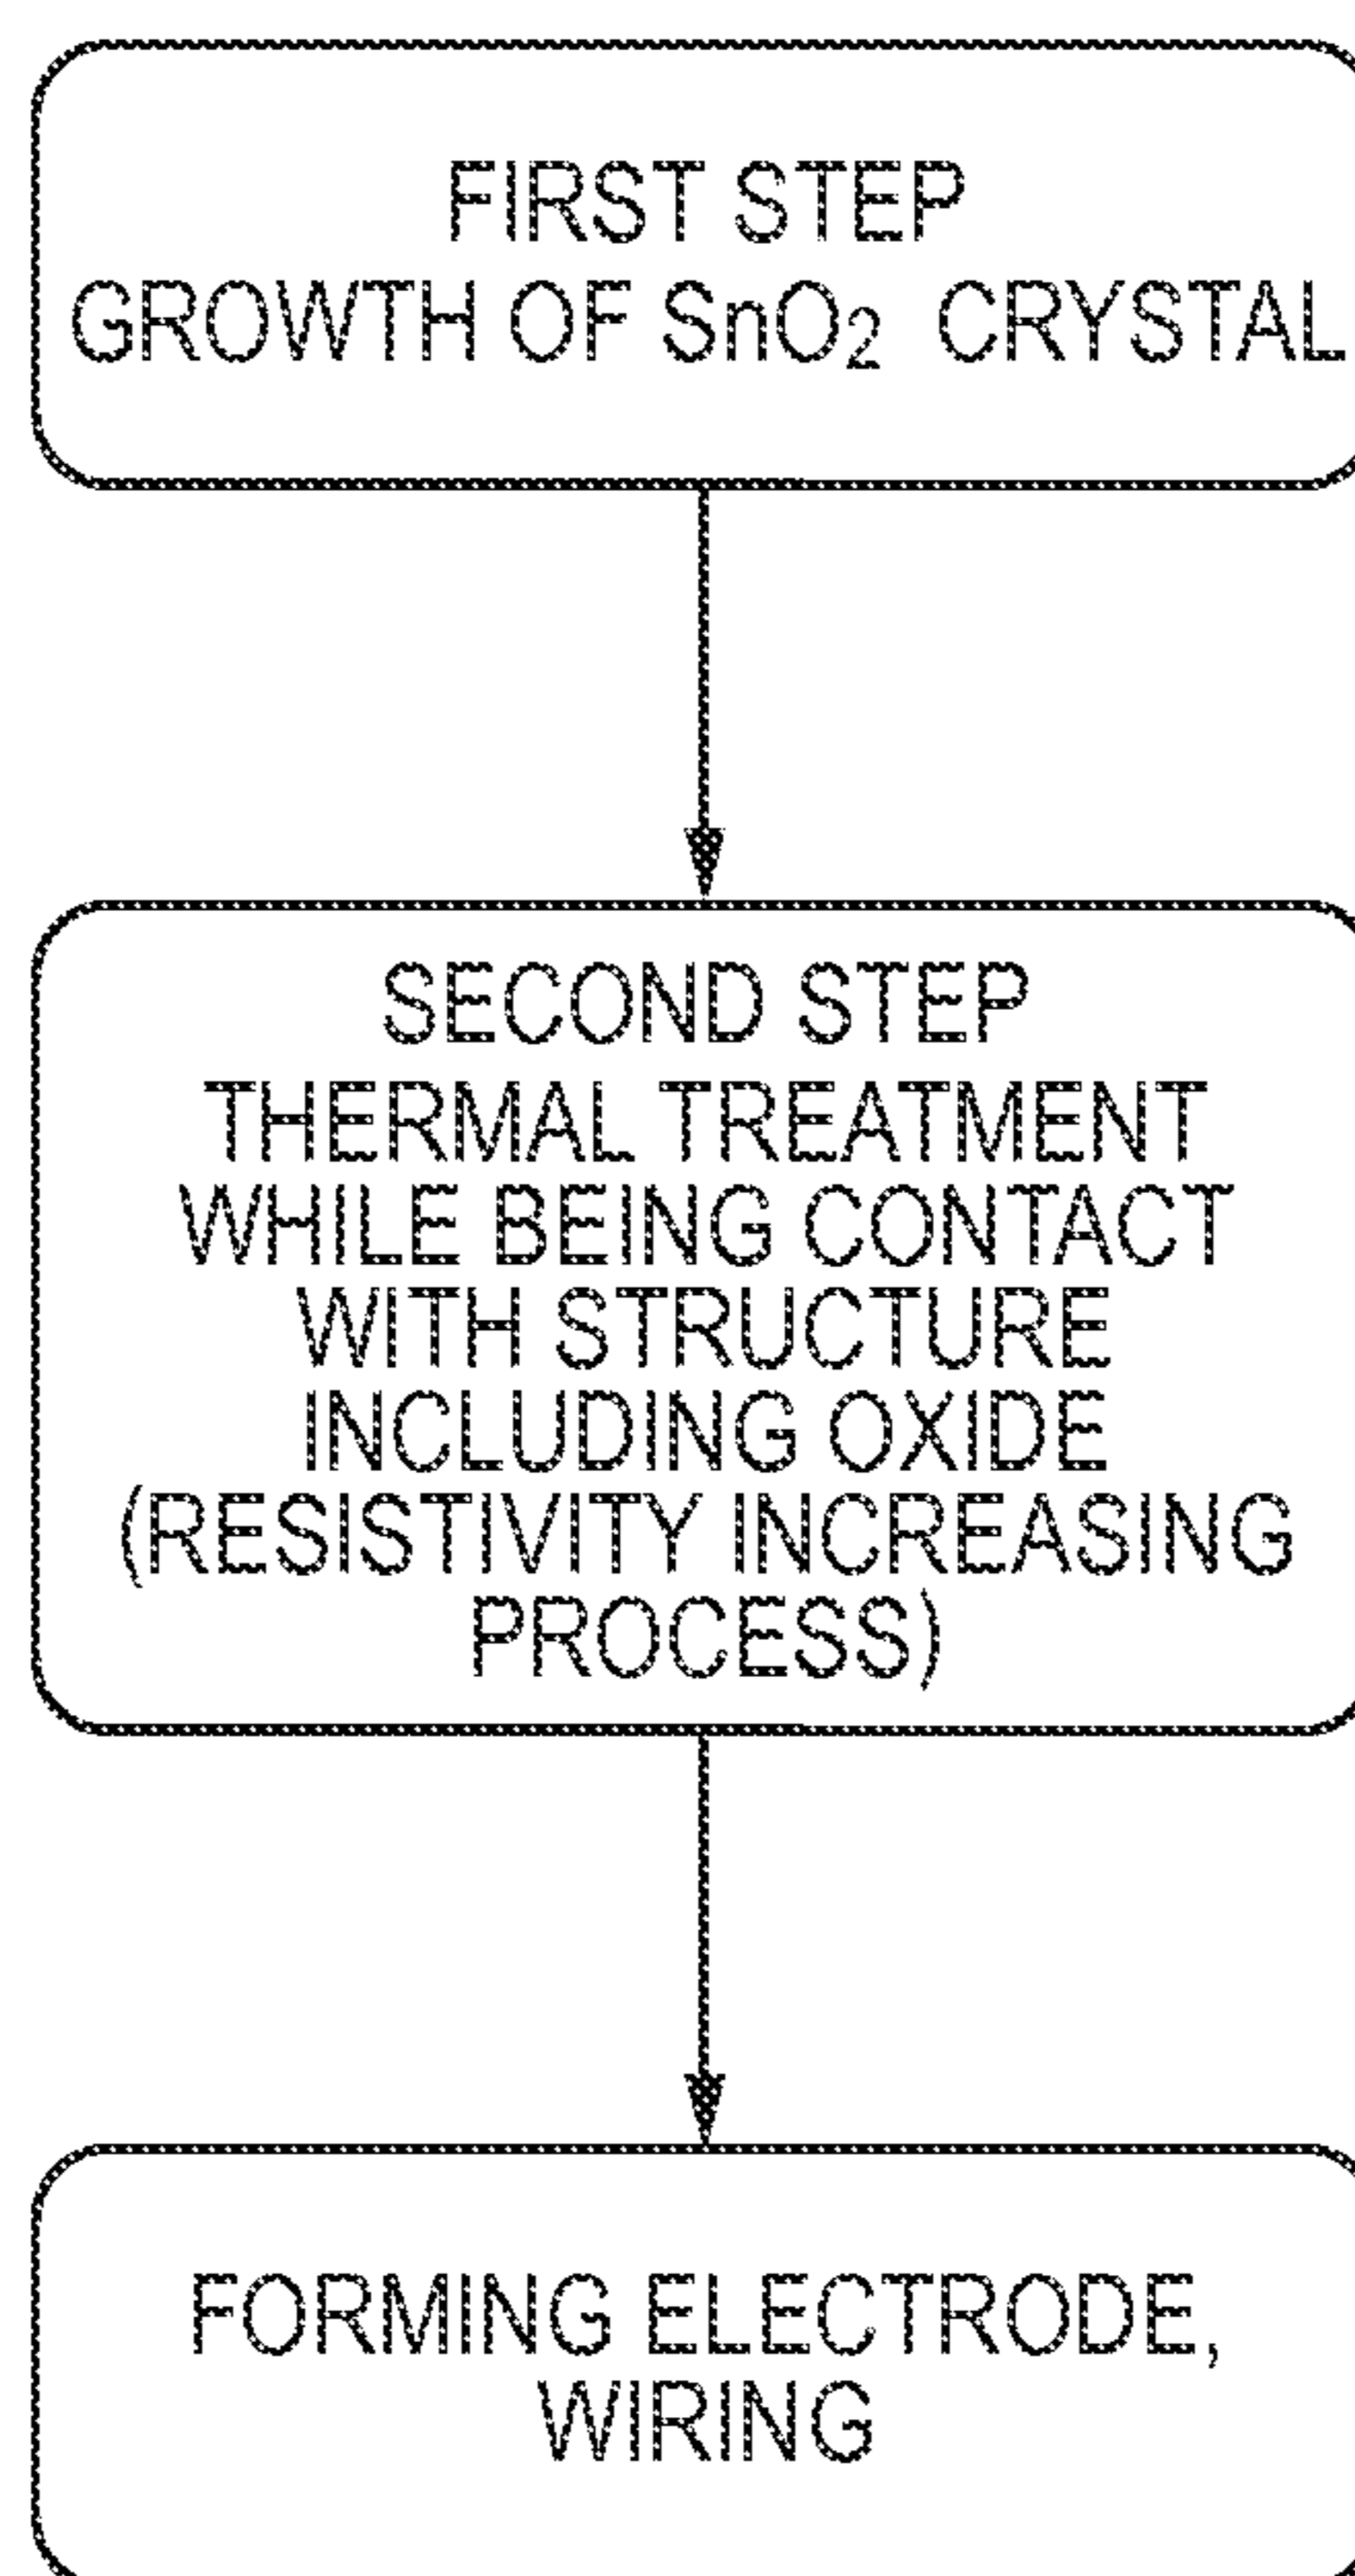 FIRST STEP
GROWTH OF SnO₂ CRYSTAL
SECOND STEP
THERMAL TREATMENT
WHILE BEING CONTACT
WITH STRUCTURE
INCLUDING OXIDE
(RESISTIVITY INCREASING
PROCESS)
FORMING ELECTRODE,
WIRING